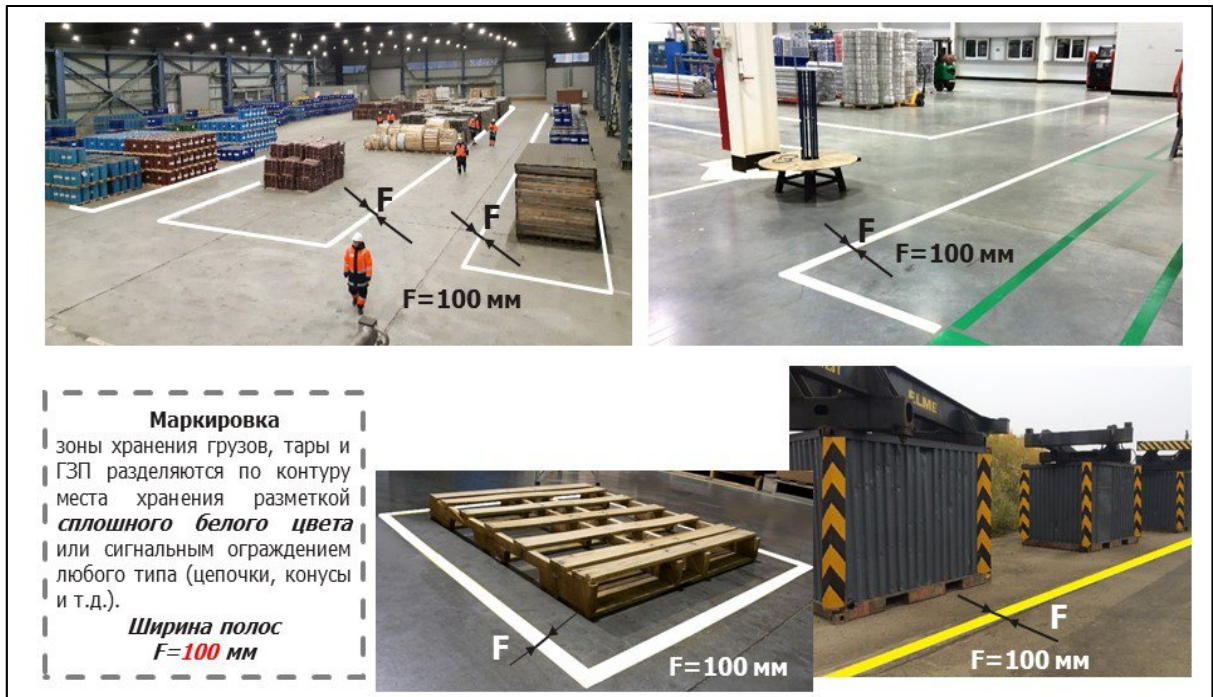 F
F
F=100 мм
F
F=100 мм
Маркировка
зоны хранения грузов, тары и
ГЗП разделяются по контуру
места хранения разметкой
сплошного белого цвета
или сигнальным ограждением
любого типа (цепочки, конусы
и т.д.).
Ширина полос
F=100 мм
F
F=100 мм
ELME
F
F=100 мм